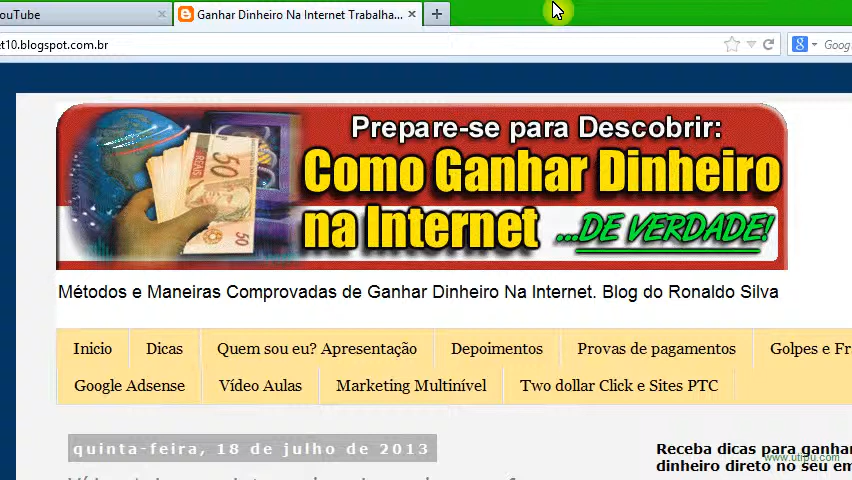 ouTube
Ganhar Dinheiro Na Internet Trabalha...
et10.blogspot.com.br
Goog
Prepare-se para Descobrir:
Como Ganhar Dinheiro
na Internet ...DE VERDADE!
50
REAIS
50
Métodos e Maneiras Comprovadas de Ganhar Dinheiro Na Internet. Blog do Ronaldo Silva
Inicio Dicas Quem sou eu? Apresentação Depoimentos Provas de pagamentos Golpes e Fr
Google Adsense Vídeo Aulas Marketing Multinível Two dollar Click e Sites PTC
quinta-feira, 18 de julho de 2013
Receba dicas para ganhar
dinheiro direto no seu em
www.utipu.com